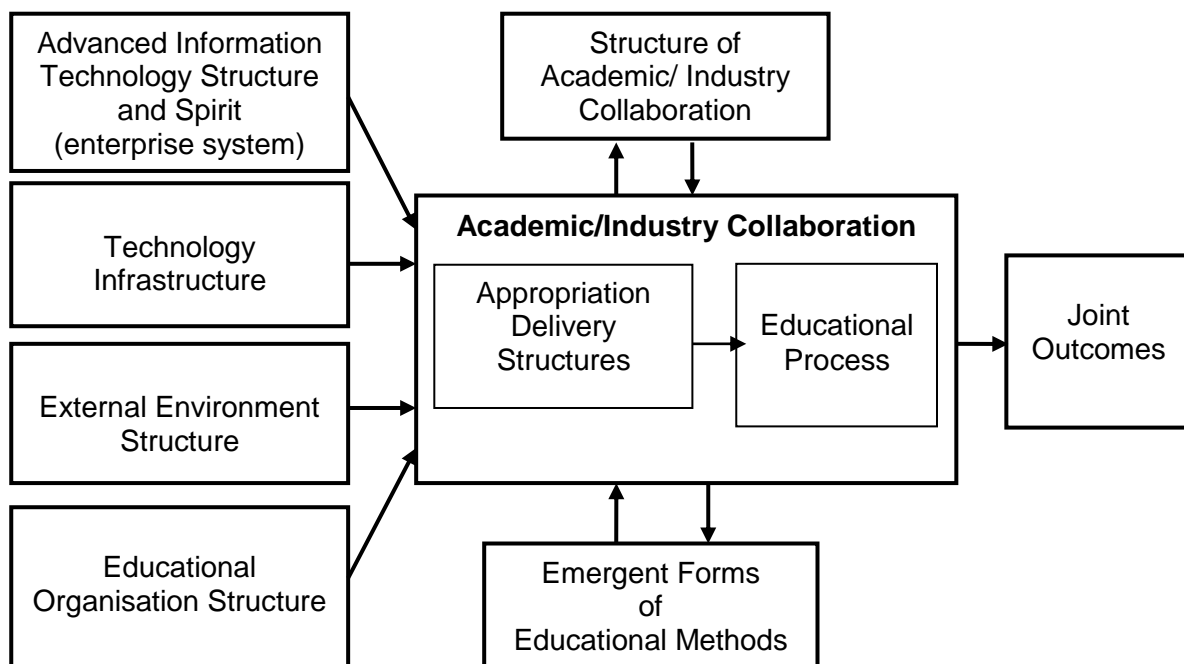 Advanced Information
Technology Structure
and Spirit
(enterprise system)
Technology
Infrastructure
External Environment
Structure
Educational
Organisation Structure
Structure of
Academic/ Industry
Collaboration
Academic/Industry Collaboration
Appropriation
Delivery
Structures
Educational
Process
Emergent Forms
of
Educational Methods
Joint
Outcomes